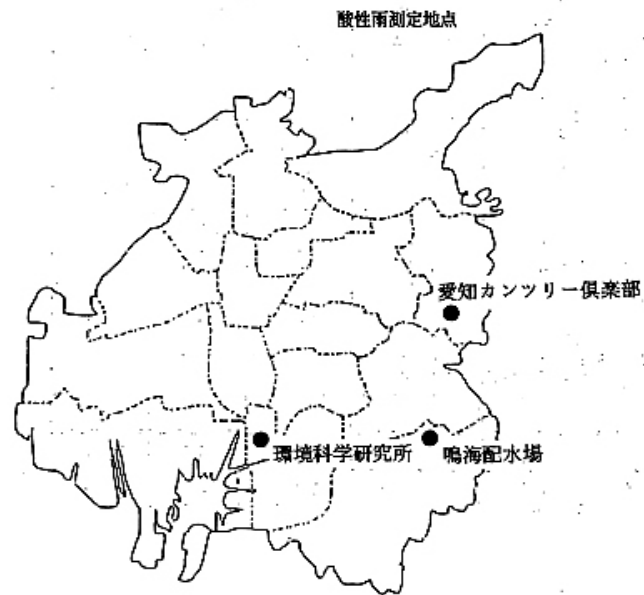 酸性雨測定地点
愛知カンツリー倶楽部
環境科学研究所
鳴海配水場